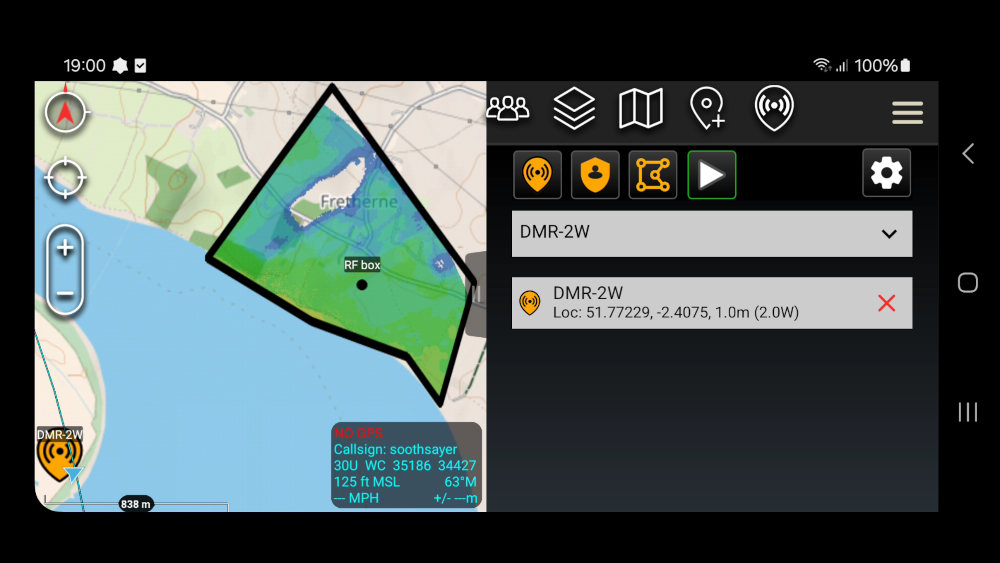 19:00
100%
Fretherne
RF box
DMR-2W
NO GPS
Callsign: soothsayer
30U WC 35186 34427
125 ft MSL 63°M
--- MPH +/- ---m
838 m
DMR-2W
DMR-2W
Loc: 51.77229, -2.4075, 1.0m (2.0W)